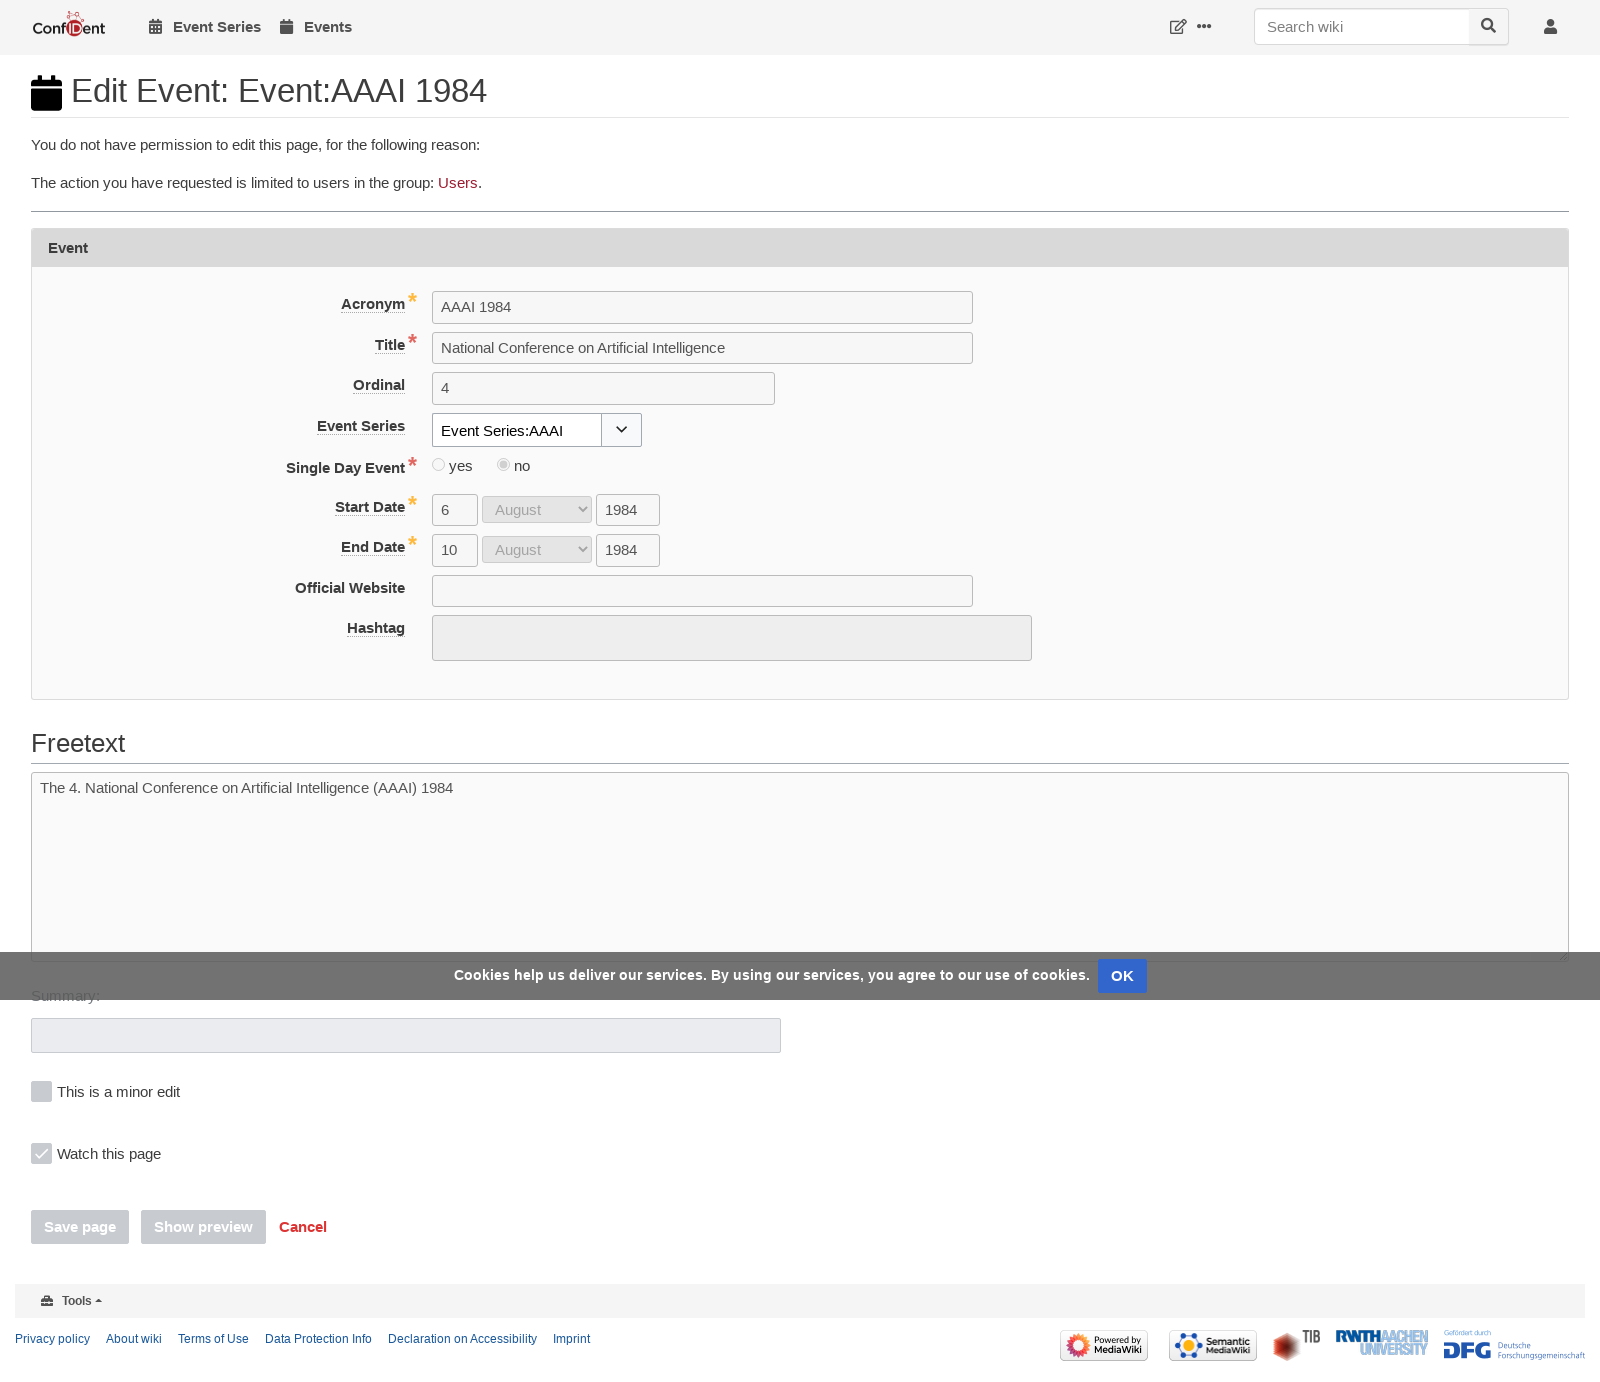 ConfIDent
Event Series
Events
Search wiki
Edit Event: Event:AAAI 1984
You do not have permission to edit this page, for the following reason:
The action you have requested is limited to users in the group: Users.
Event
Acronym *
AAAI 1984
Title *
National Conference on Artificial Intelligence
Ordinal
4
Event Series
Event Series:AAAI
Single Day Event *
yes no
Start Date *
6 August 1984
End Date *
10 August 1984
Official Website
Hashtag
Freetext
The 4. National Conference on Artificial Intelligence (AAAI) 1984
Cookies help us deliver our services. By using our services, you agree to our use of cookies. OK
Summary:
This is a minor edit
Watch this page
Save page Show preview Cancel
Tools
Privacy policy About wiki Terms of Use Data Protection Info Declaration on Accessibility Imprint
Powered by
MediaWiki
Semantic
MediaWiki
TIB
RWTH AACHEN
UNIVERSITY
Gefördert durch
DFG Deutsche
Forschungsgemeinschaft